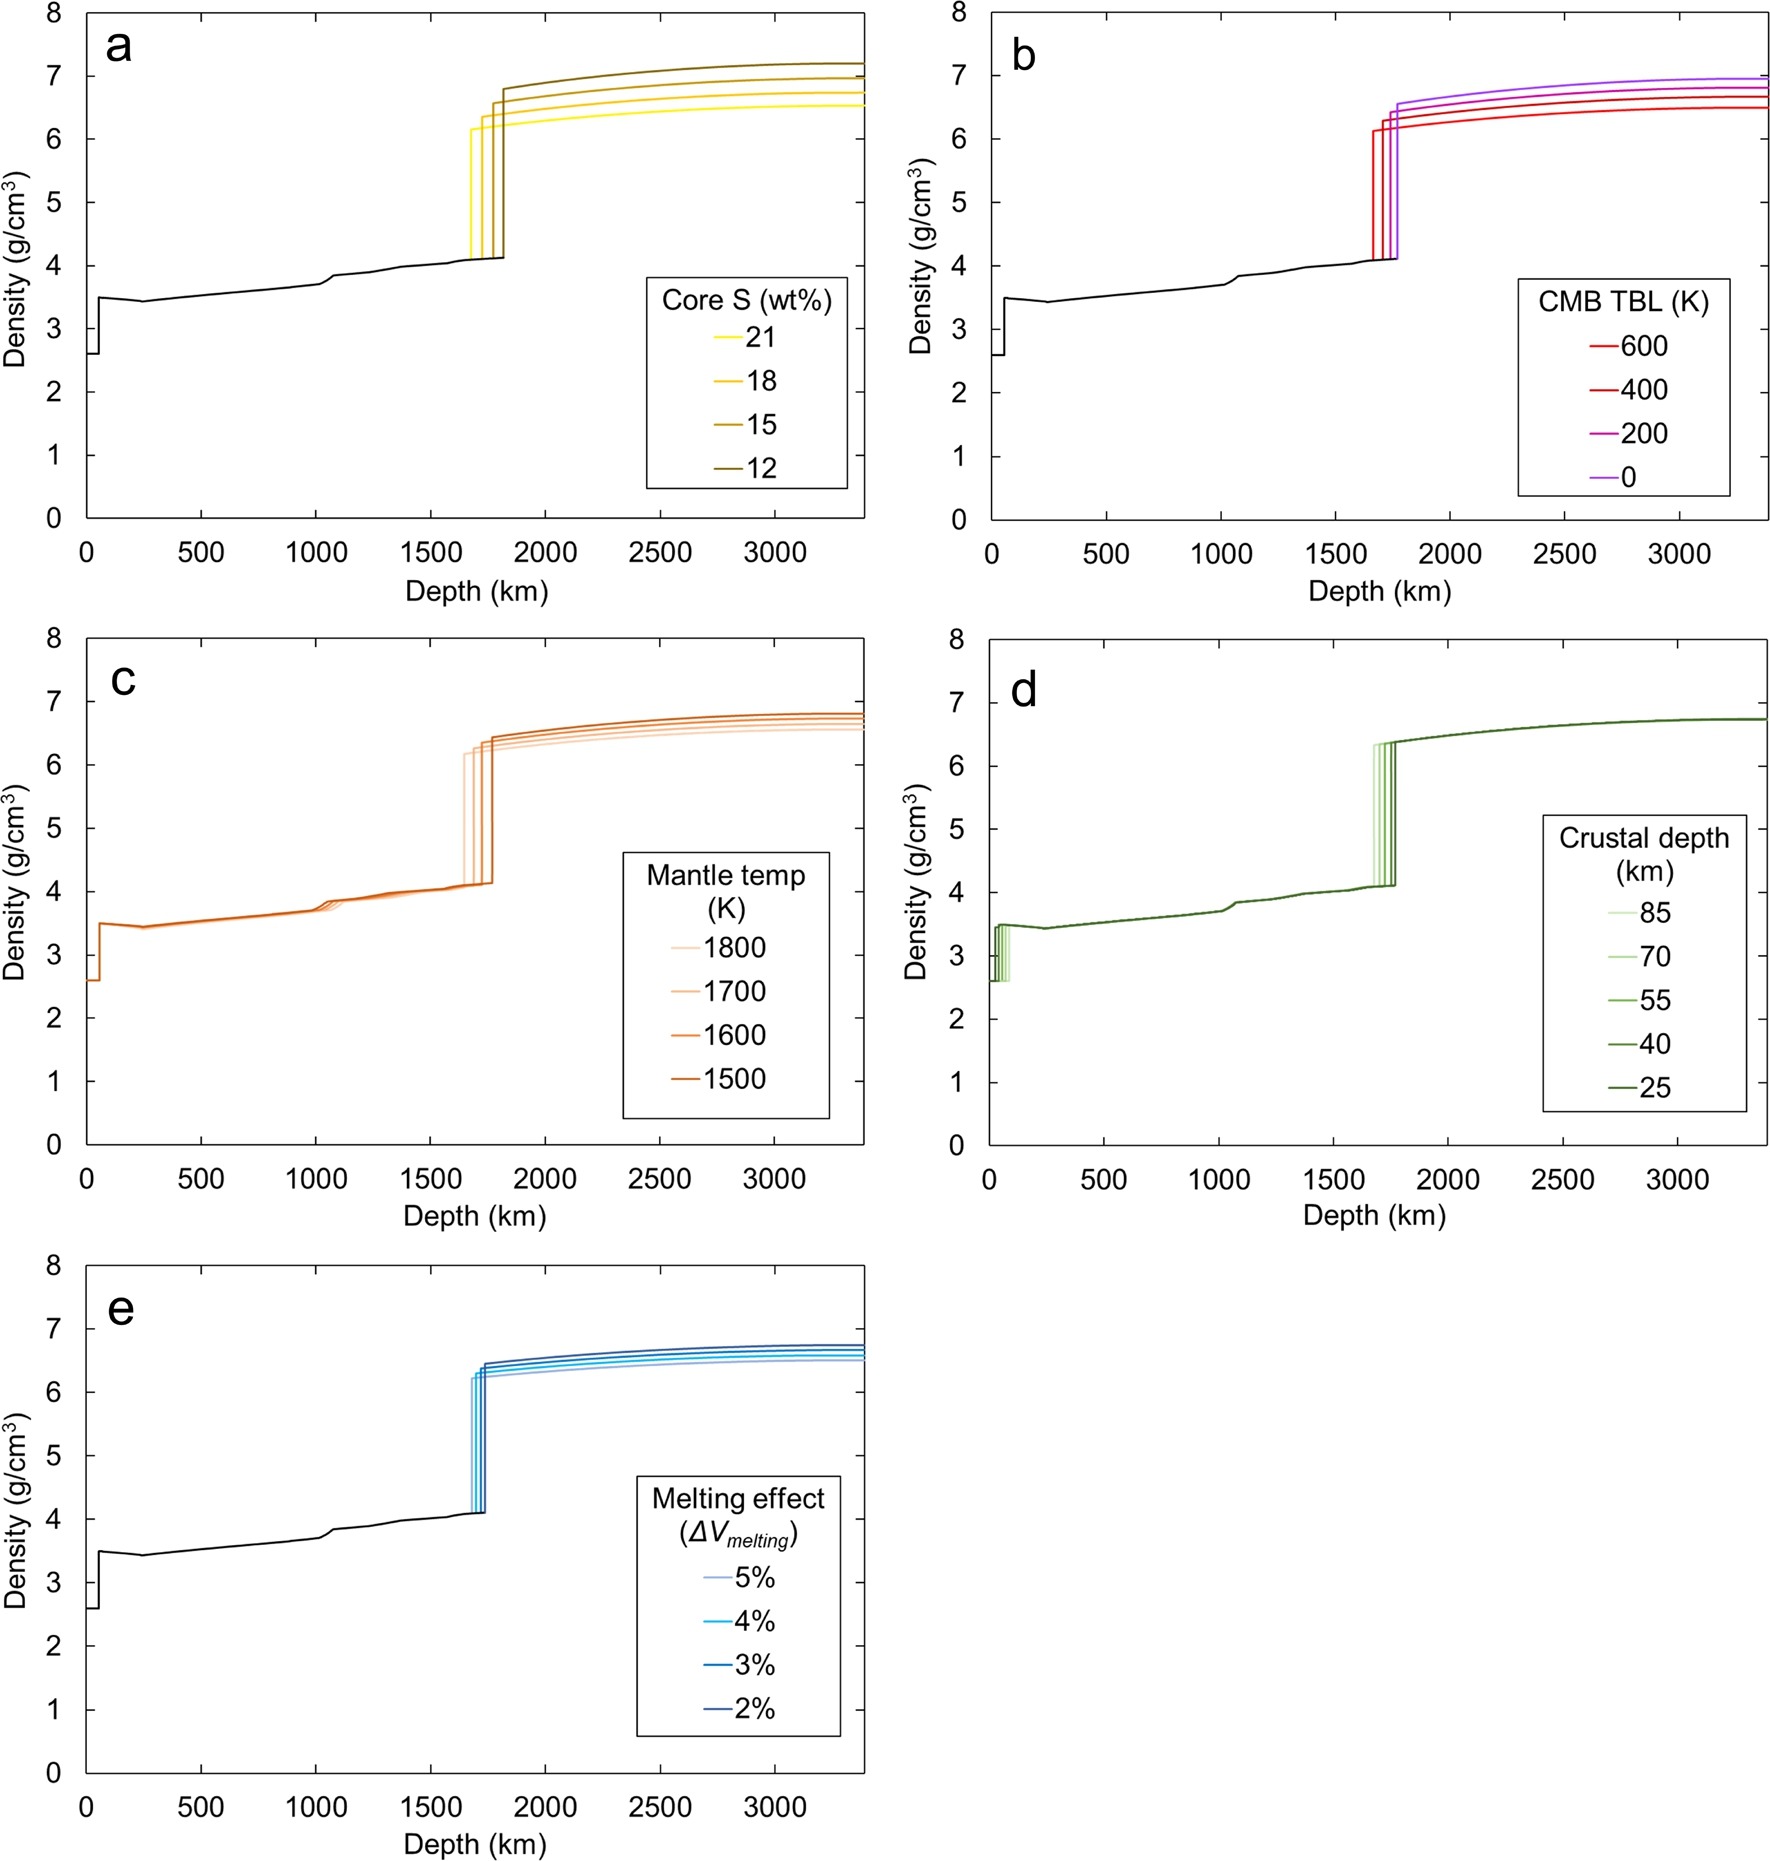 a
8
7
6
5
4
3
2
1
0
Density (g/cm³)
0 500 1000 1500 2000 2500 3000
Depth (km)
Core S (wt%)
21
18
15
12
b
8
7
6
5
4
3
2
1
0
Density (g/cm³)
0 500 1000 1500 2000 2500 3000
Depth (km)
CMB TBL (K)
600
400
200
0
c
8
7
6
5
4
3
2
1
0
Density (g/cm³)
0 500 1000 1500 2000 2500 3000
Depth (km)
Mantle temp
(K)
1800
1700
1600
1500
d
8
7
6
5
4
3
2
1
0
Density (g/cm³)
0 500 1000 1500 2000 2500 3000
Depth (km)
Crustal depth
(km)
85
70
55
40
25
e
8
7
6
5
4
3
2
1
0
Density (g/cm³)
0 500 1000 1500 2000 2500 3000
Depth (km)
Melting effect
(ΔVmelting)
5%
4%
3%
2%